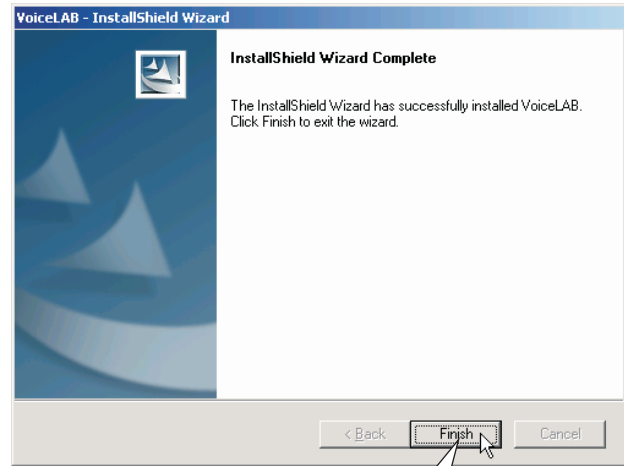 VoiceLAB - InstallShield Wizard
InstallShield Wizard Complete
The InstallShield Wizard has successfully installed VoiceLAB.
Click Finish to exit the wizard.
< Back Finish Cancel